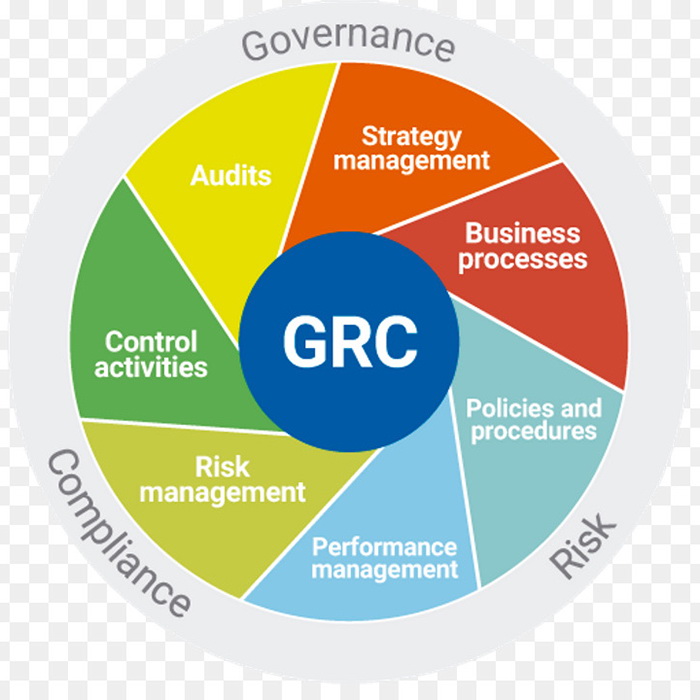 Governance
Strategy
management
Audits
Business
processes
GRC
Control
activities
Policies and
procedures
Risk
management
Performance
management
Compliance
Risk